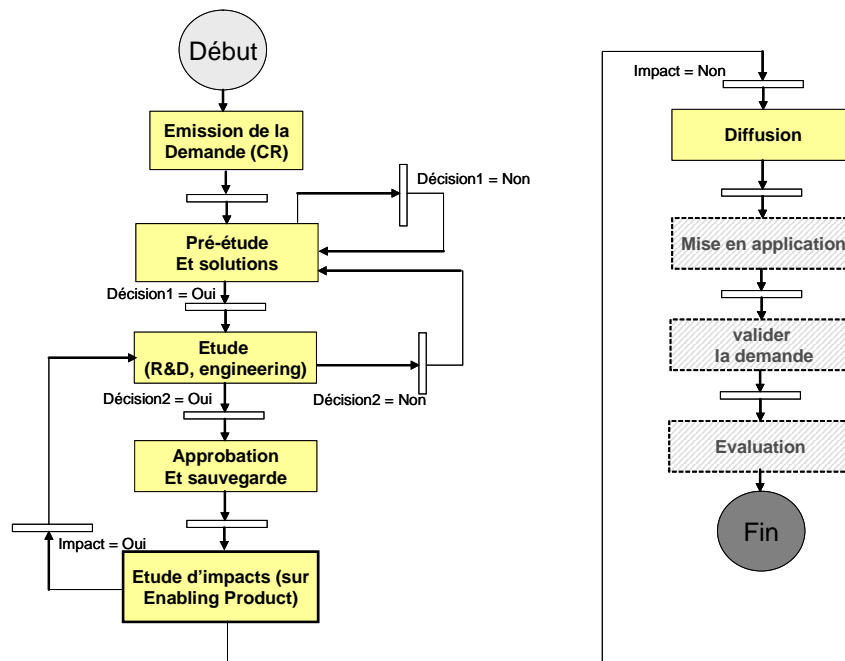 Début
Emission de la
Demande (CR)
Décision1 = Non
Pré-étude
Et solutions
Décision1 = Oui
Etude
(R&D, engineering)
Décision2 = Oui
Décision2 = Non
Approbation
Et sauvegarde
Impact = Oui
Etude d'impacts (sur
Enabling Product)
Impact = Non
Diffusion
Mise en application
valider
la demande
Evaluation
Fin